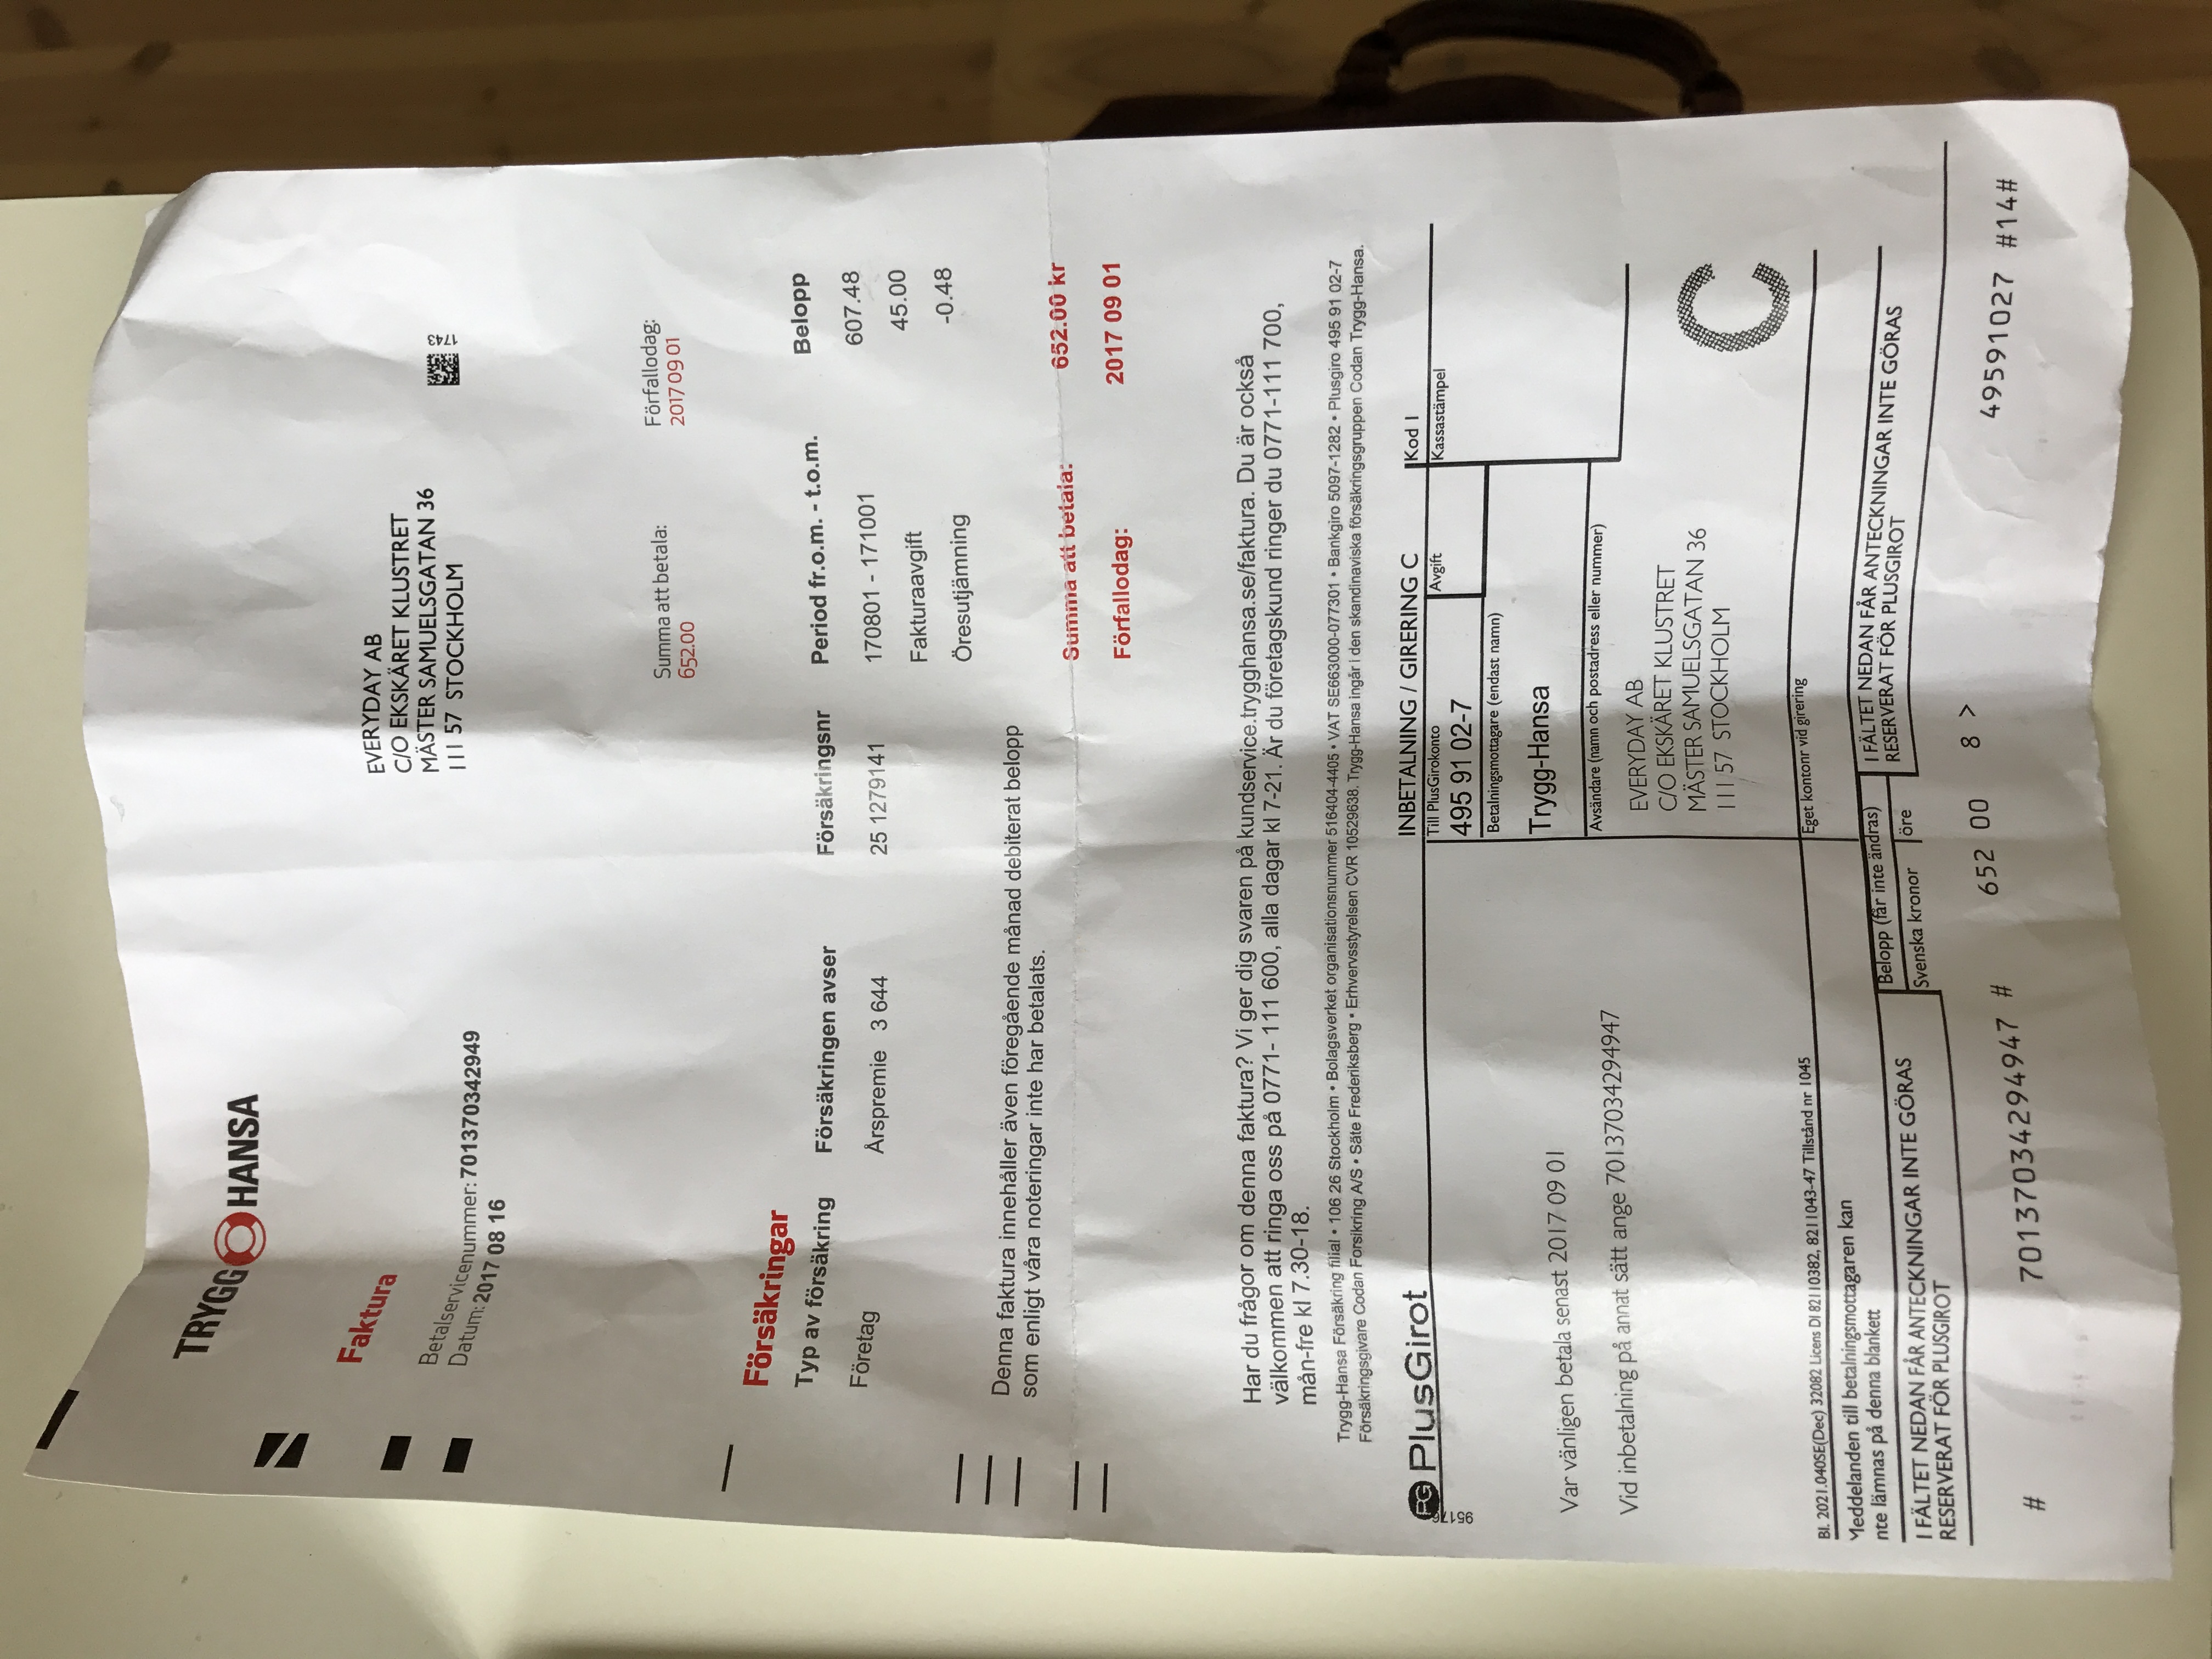 TRYGG HANSA
Faktura
EVERYDAY AB
C/O EKSKÄRET KLUSTRET
MÄSTER SAMUELSGATAN 36
111 57 STOCKHOLM
1743
Betalservicenummer: 701370342949
Datum: 2017 08 16
Summa att betala: Förfallodag:
652.00 2017 09 01
Försäkringar
Typ av försäkring Försäkringen avser Försäkringsnr Period fr.o.m. - t.o.m. Belopp
Företag Årspremie 3 644 25 1279141 170801 - 171001 607.48
Fakturaavgift 45.00
Öresutjämning -0.48
Denna faktura innehåller även föregående månad debiterat belopp
som enligt våra noteringar inte har betalats.
Summa att betala: 652.00 kr
Förfallodag: 2017 09 01
Har du frågor om denna faktura? Vi ger dig svaren på kundservice.trygghansa.se/faktura. Du är också
välkommen att ringa oss på 0771- 111 600, alla dagar kl 7-21. Är du företagskund ringer du 0771-111 700,
mån-fre kl 7.30-18.
Trygg-Hansa Försäkring filial • 106 26 Stockholm • Bolagsverket organisationsnummer 516404-4405 • VAT SE663000-077301 • Bankgiro 5097-1282 • Plusgiro 495 91 02-7
Försäkringsgivare Codan Forsikring A/S • Säte Frederiksberg • Erhvervsstyrelsen CVR 10529638. Trygg-Hansa ingår i den skandinaviska försäkringsgruppen Codan Trygg-Hansa.
PG PlusGirot
95176
INBETALNING / GIRERING C Kod 1
Till PlusGirokonto Avgift Kassastämpel
495 91 02-7
Betalningsmottagare (endast namn)
Trygg-Hansa
Var vänligen betala senast 2017 09 01
Vid inbetalning på annat sätt ange 70137034294947
Avsändare (namn och postadress eller nummer)
EVERYDAY AB
C/O EKSKÄRET KLUSTRET
MÄSTER SAMUELSGATAN 36
111 57 STOCKHOLM
C
Bl. 2021.040SE(Dec) 32082 Licens DI 82110382, 8211043-47 Tillstånd nr 1045
Eget kontonr vid girering
Meddelanden till betalningsmottagaren kan
nte lämnas på denna blankett
I FÄLTET NEDAN FÅR ANTECKNINGAR INTE GÖRAS
RESERVERAT FÖR PLUSGIROT
Belopp (får inte ändras)
Svenska kronor öre
I FÄLTET NEDAN FÅR ANTECKNINGAR INTE GÖRAS
RESERVERAT FÖR PLUSGIROT
# 70137034294947 # 652 00 8 > 49591027 #14#